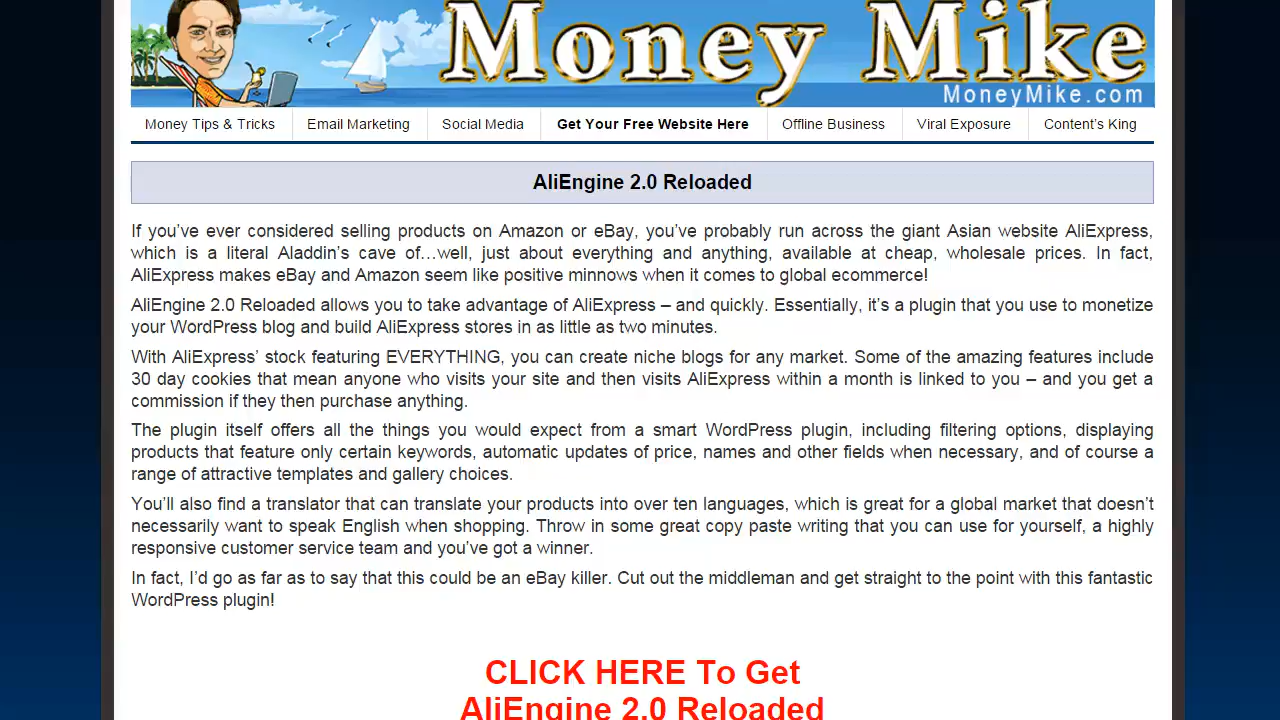 Money Mike
MoneyMike.com
Money Tips & Tricks Email Marketing Social Media Get Your Free Website Here Offline Business Viral Exposure Content's King
AliEngine 2.0 Reloaded
If you've ever considered selling products on Amazon or eBay, you've probably run across the giant Asian website AliExpress,
which is a literal Aladdin's cave of…well, just about everything and anything, available at cheap, wholesale prices. In fact,
AliExpress makes eBay and Amazon seem like positive minnows when it comes to global ecommerce!
AliEngine 2.0 Reloaded allows you to take advantage of AliExpress – and quickly. Essentially, it's a plugin that you use to monetize
your WordPress blog and build AliExpress stores in as little as two minutes.
With AliExpress' stock featuring EVERYTHING, you can create niche blogs for any market. Some of the amazing features include
30 day cookies that mean anyone who visits your site and then visits AliExpress within a month is linked to you – and you get a
commission if they then purchase anything.
The plugin itself offers all the things you would expect from a smart WordPress plugin, including filtering options, displaying
products that feature only certain keywords, automatic updates of price, names and other fields when necessary, and of course a
range of attractive templates and gallery choices.
You'll also find a translator that can translate your products into over ten languages, which is great for a global market that doesn't
necessarily want to speak English when shopping. Throw in some great copy paste writing that you can use for yourself, a highly
responsive customer service team and you've got a winner.
In fact, I'd go as far as to say that this could be an eBay killer. Cut out the middleman and get straight to the point with this fantastic
WordPress plugin!
CLICK HERE To Get
AliEngine 2.0 Reloaded